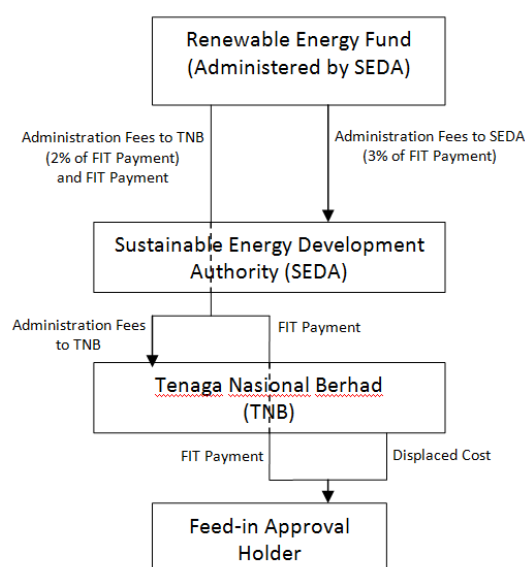 Renewable Energy Fund
(Administered by SEDA)
Administration Fees to TNB
(2% of FIT Payment)
and FIT Payment
Administration Fees to SEDA
(3% of FIT Payment)
Sustainable Energy Development
Authority (SEDA)
Administration Fees
to TNB
FIT Payment
Tenaga Nasional Berhad
(TNB)
FIT Payment
Displaced Cost
Feed-in Approval
Holder